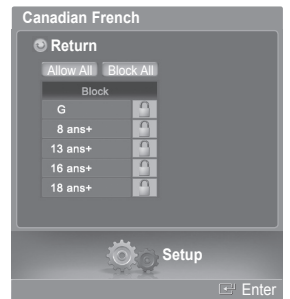 Canadian French
Return
Allow All Block All
Block
G
8 ans+
13 ans+
16 ans+
18 ans+
Setup
Enter